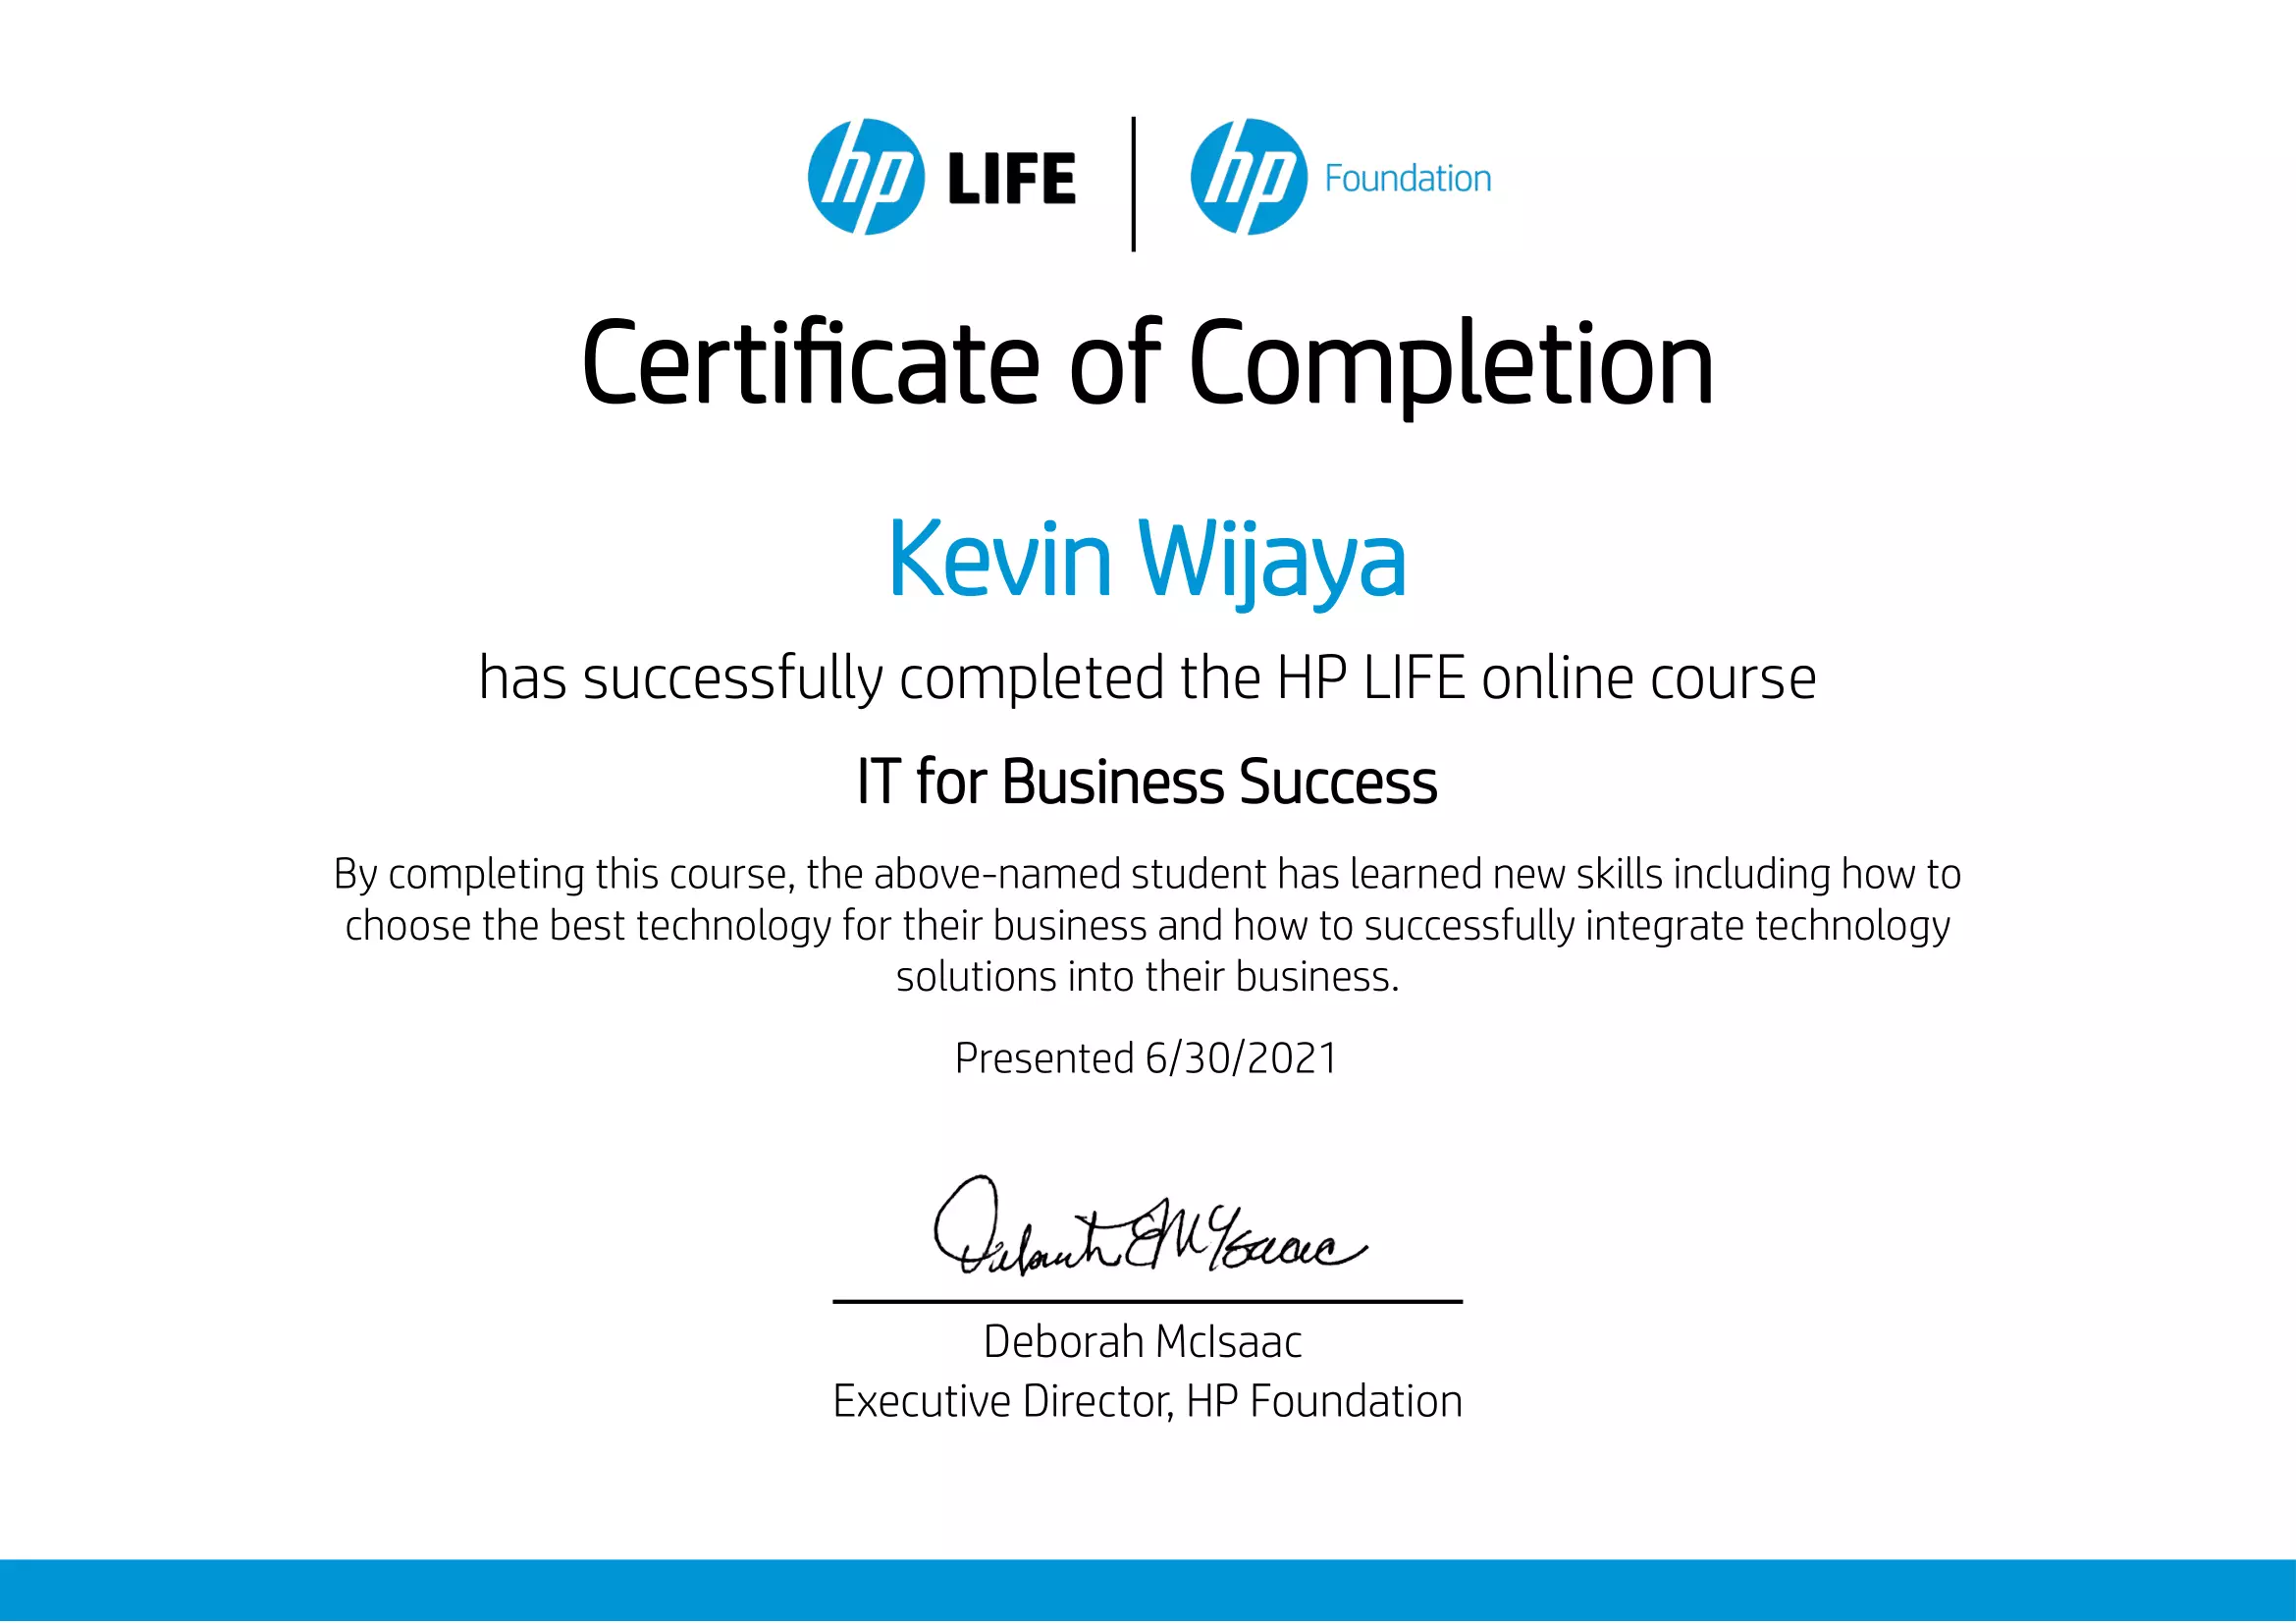 hp LIFE | hp Foundation
Certificate of Completion
Kevin Wijaya
has successfully completed the HP LIFE online course
IT for Business Success
By completing this course, the above-named student has learned new skills including how to
choose the best technology for their business and how to successfully integrate technology
solutions into their business.
Presented 6/30/2021
Deborah McIsaac
Executive Director, HP Foundation